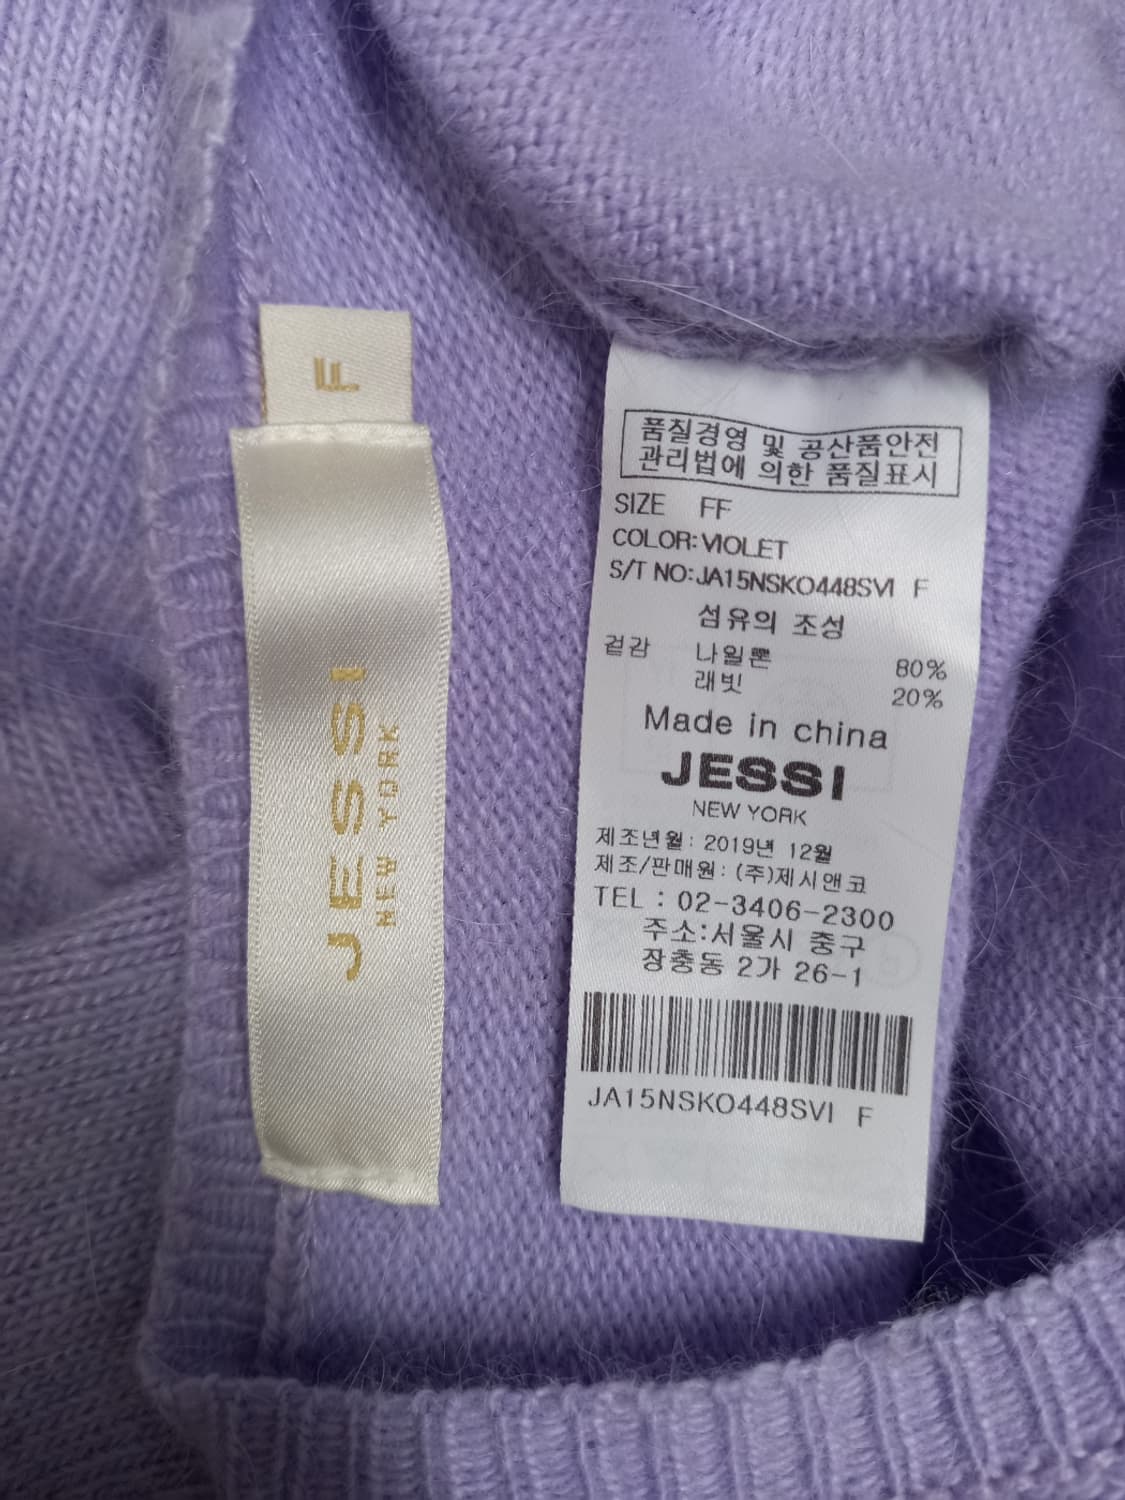 F
JESSI
NEW YORK
품질경영 및 공산품안전
관리법에 의한 품질표시
SIZE FF
COLOR:VIOLET
S/T NO:JA15NSKO448SVI F
섬유의 조성
겉감 나일론 80%
래빗 20%
Made in china
JESSI
NEW YORK
제조년월: 2019년 12월
제조/판매원: (주)제시앤코
TEL : 02-3406-2300
주소:서울시 중구
장충동 2가 26-1
JA15NSKO448SVI F